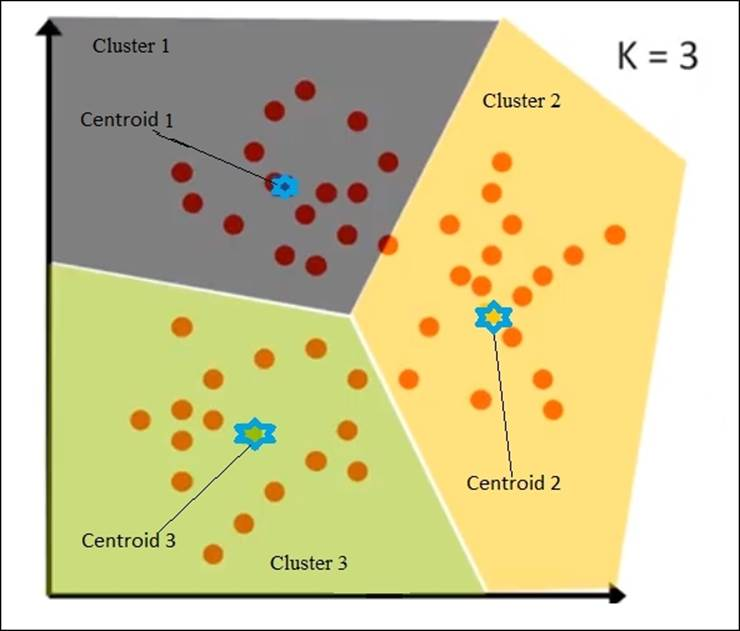 Cluster 1
K = 3
Cluster 2
Centroid 1
Centroid 2
Centroid 3
Cluster 3